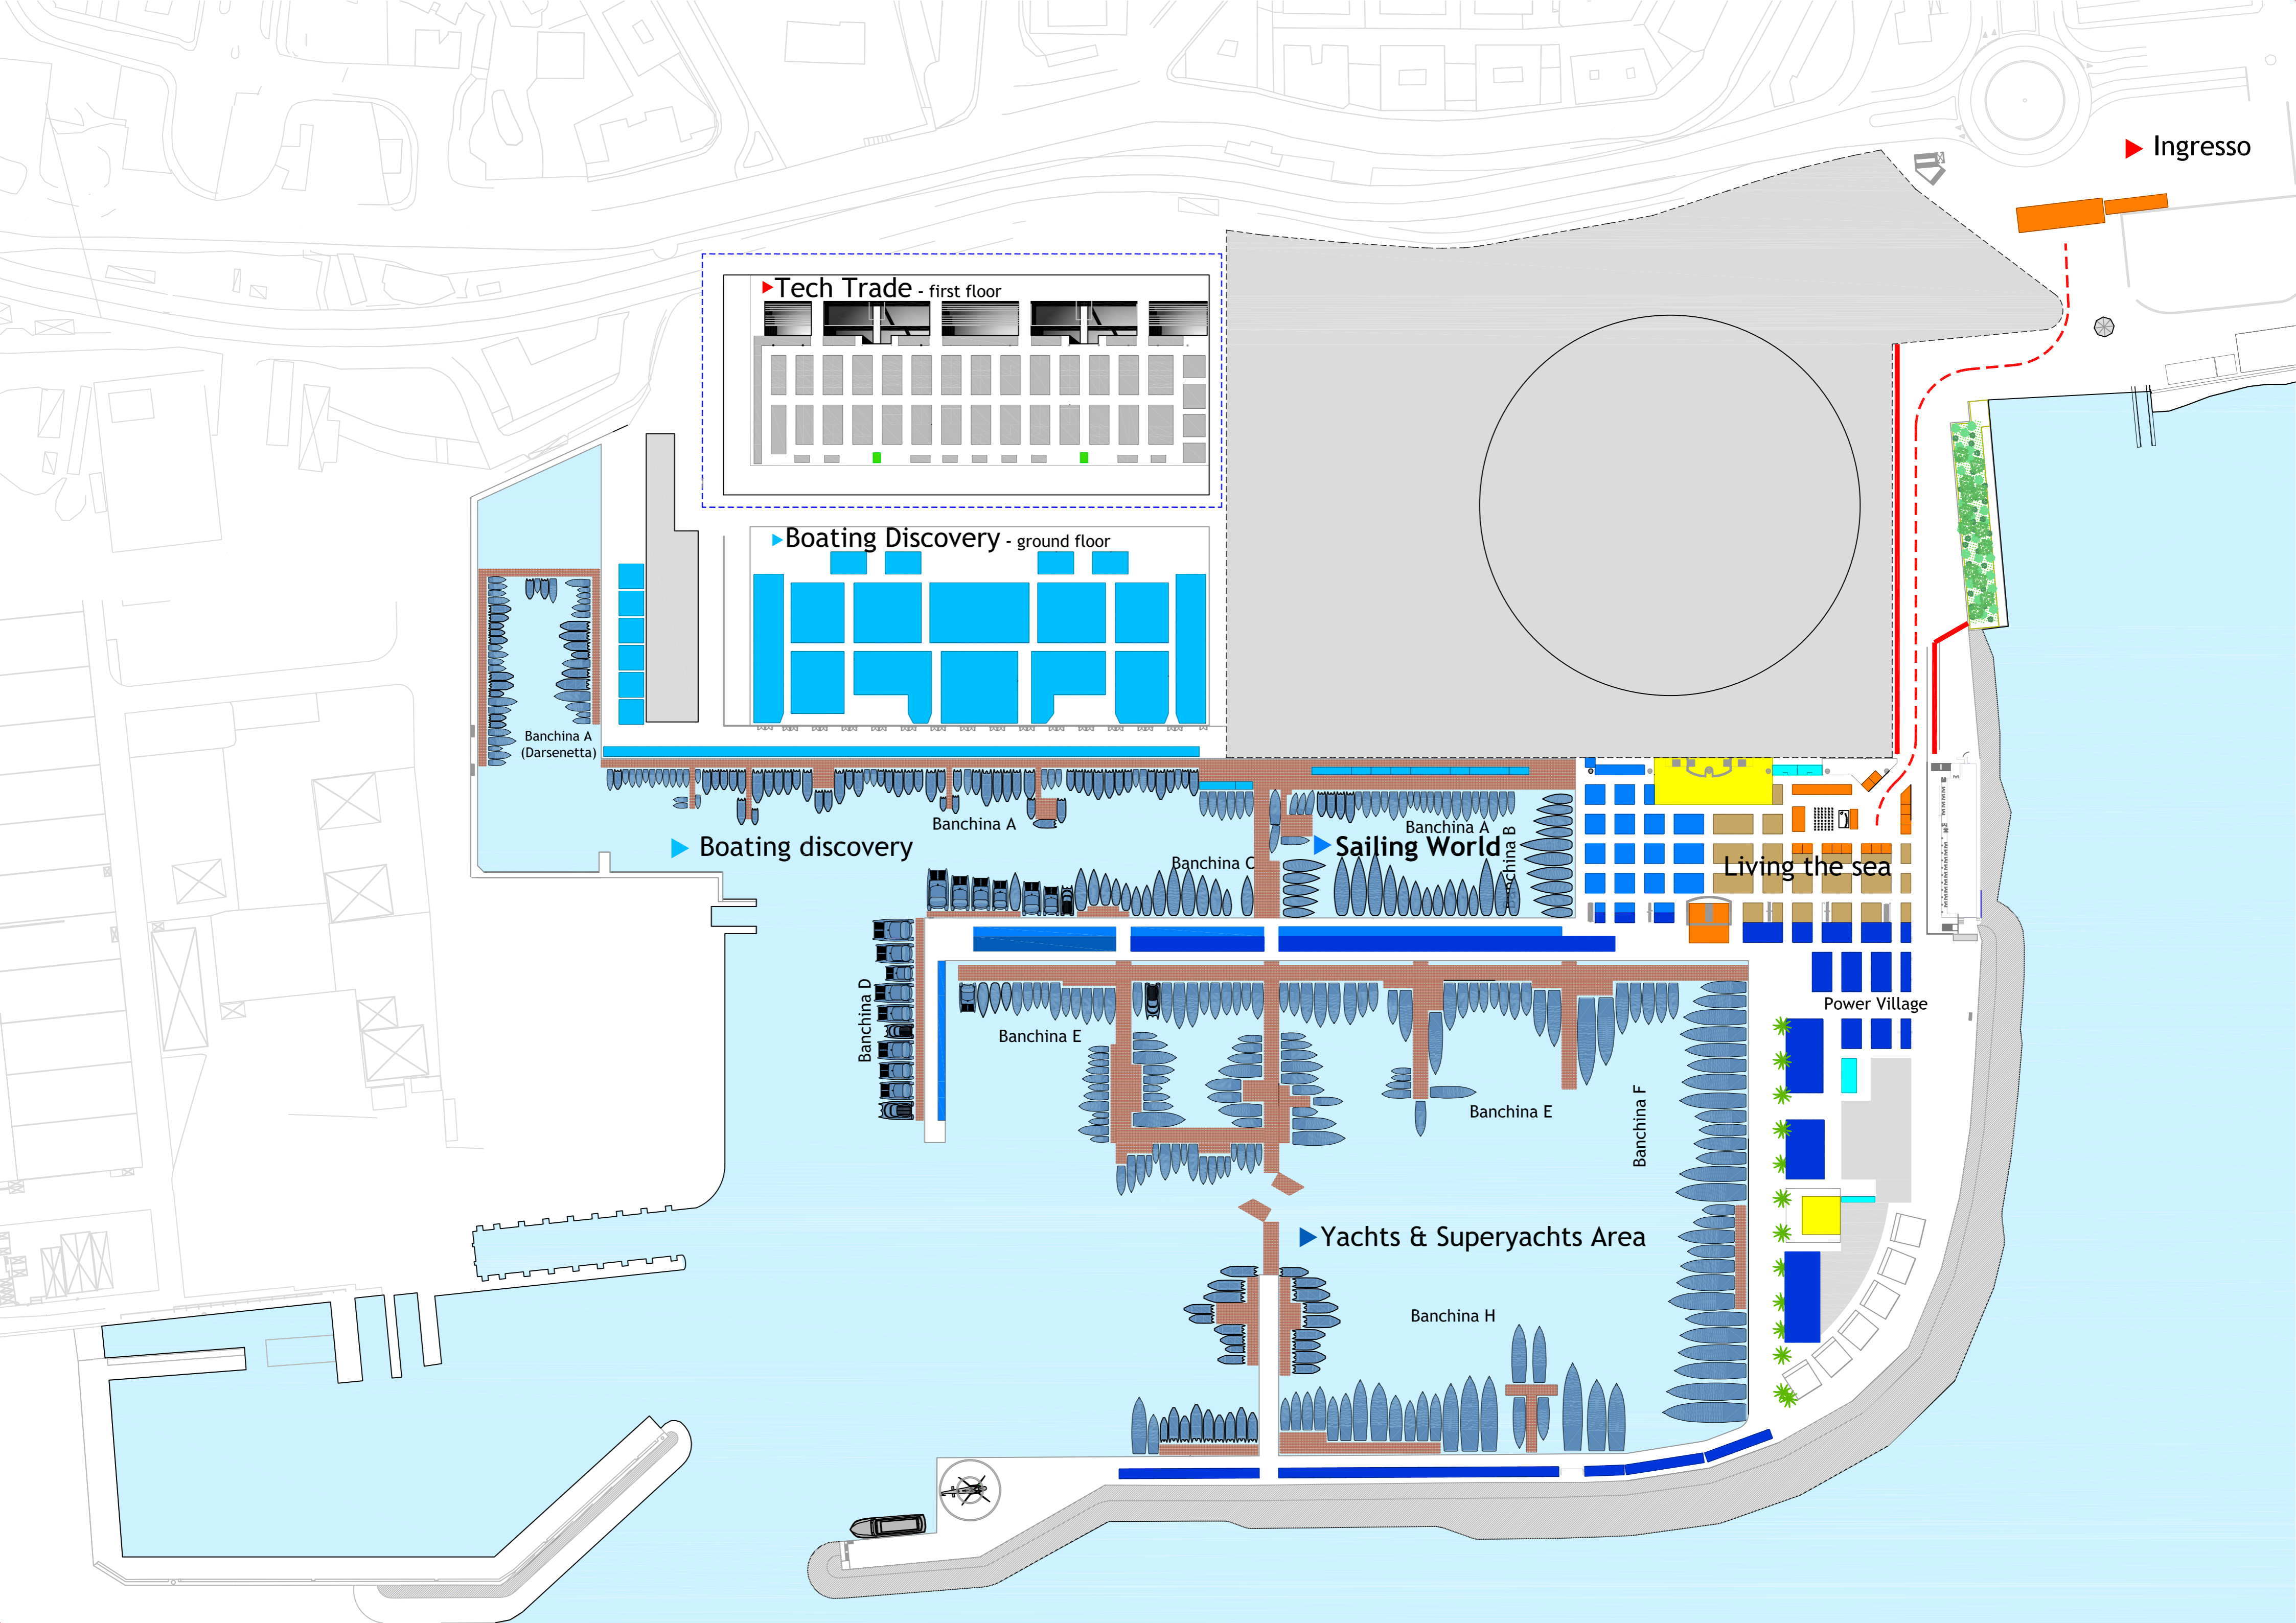 Ingresso
Tech Trade - first floor
Boating Discovery - ground floor
Banchina A
(Darsenetta)
Banchina A
Banchina A
Boating discovery
Sailing World
Banchina B
Banchina C
Living the sea
Banchina D
Power Village
Banchina E
Banchina E
Banchina F
Yachts & Superyachts Area
Banchina H